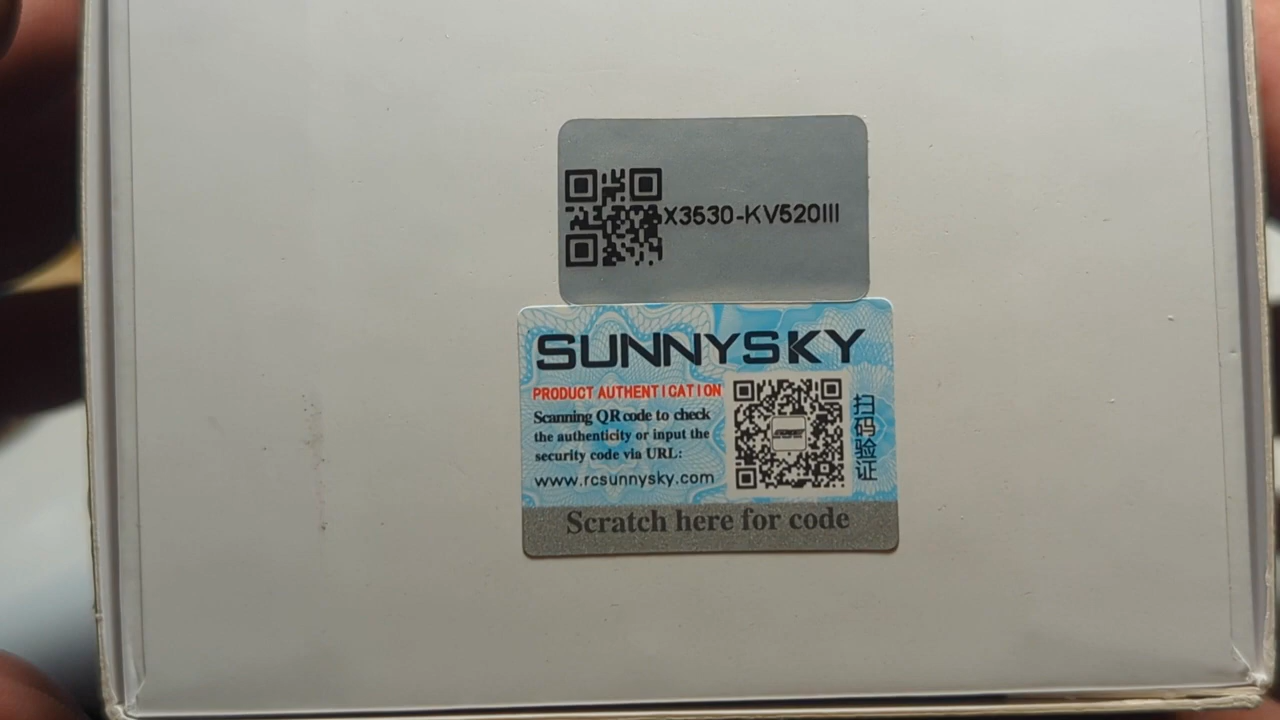 X3530-KV520III
SUNNYSKY
PRODUCT AUTHENTICATION
Scanning QR code to check
the authenticity or input the
security code via URL:
www.rcsunnysky.com
扫码验证
Scratch here for code